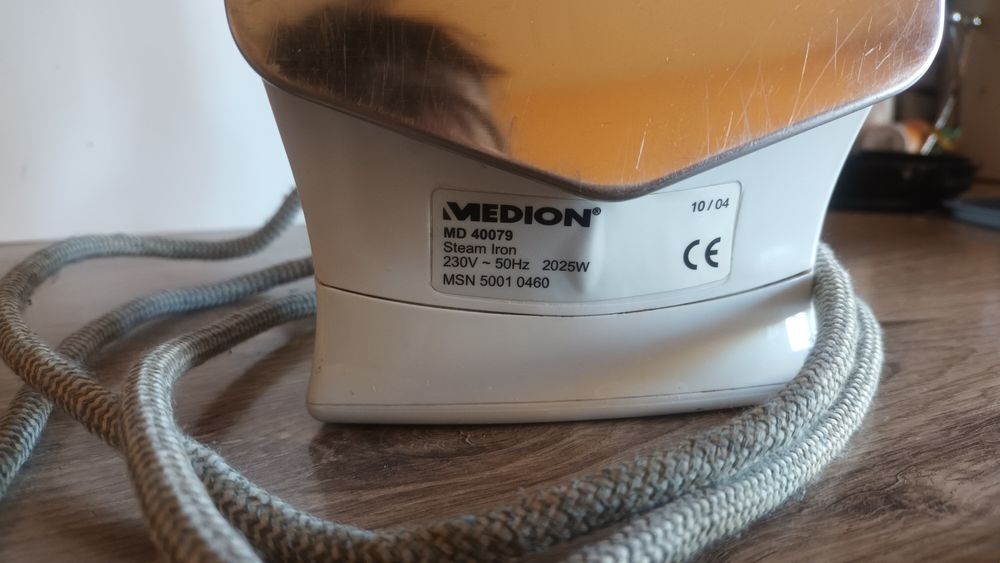 MEDION®
10 / 04
MD 40079
Steam Iron
230V ~ 50Hz 2025W
MSN 5001 0460
CE